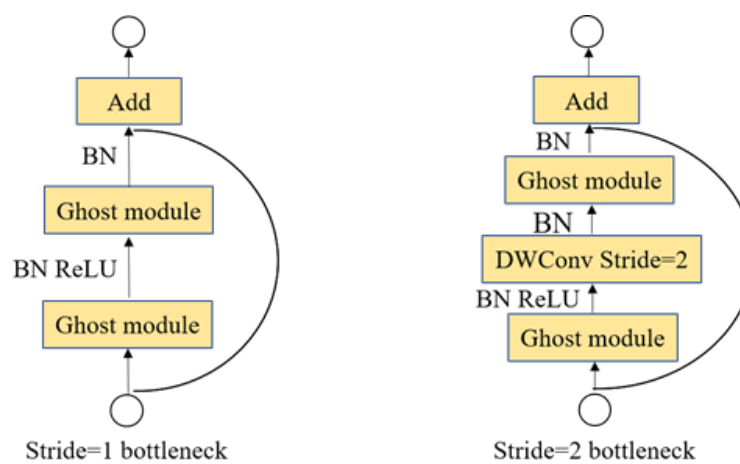 Add
BN
Ghost module
BN ReLU
Ghost module
Stride=1 bottleneck
Add
BN
Ghost module
BN
DWConv Stride=2
BN ReLU
Ghost module
Stride=2 bottleneck